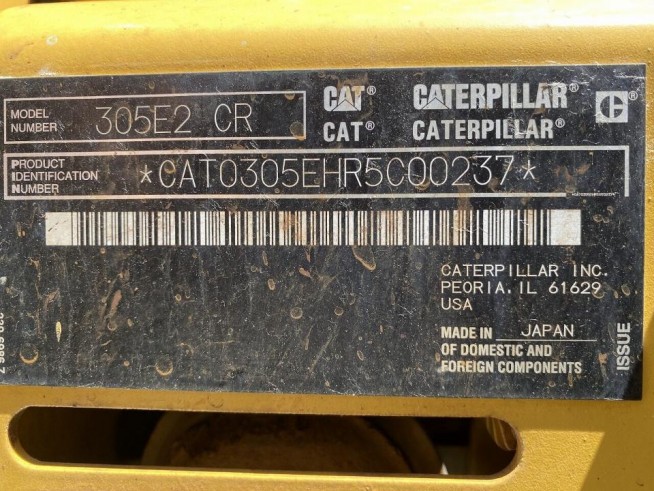 MODEL NUMBER 305E2 CR
CAT® CATERPILLAR®
CAT® CATERPILLAR®
PRODUCT IDENTIFICATION NUMBER *CAT0305EHR5C00237*
CATERPILLAR INC.
PEORIA, IL 61629
USA
MADE IN JAPAN
OF DOMESTIC AND
FOREIGN COMPONENTS
ISSUE